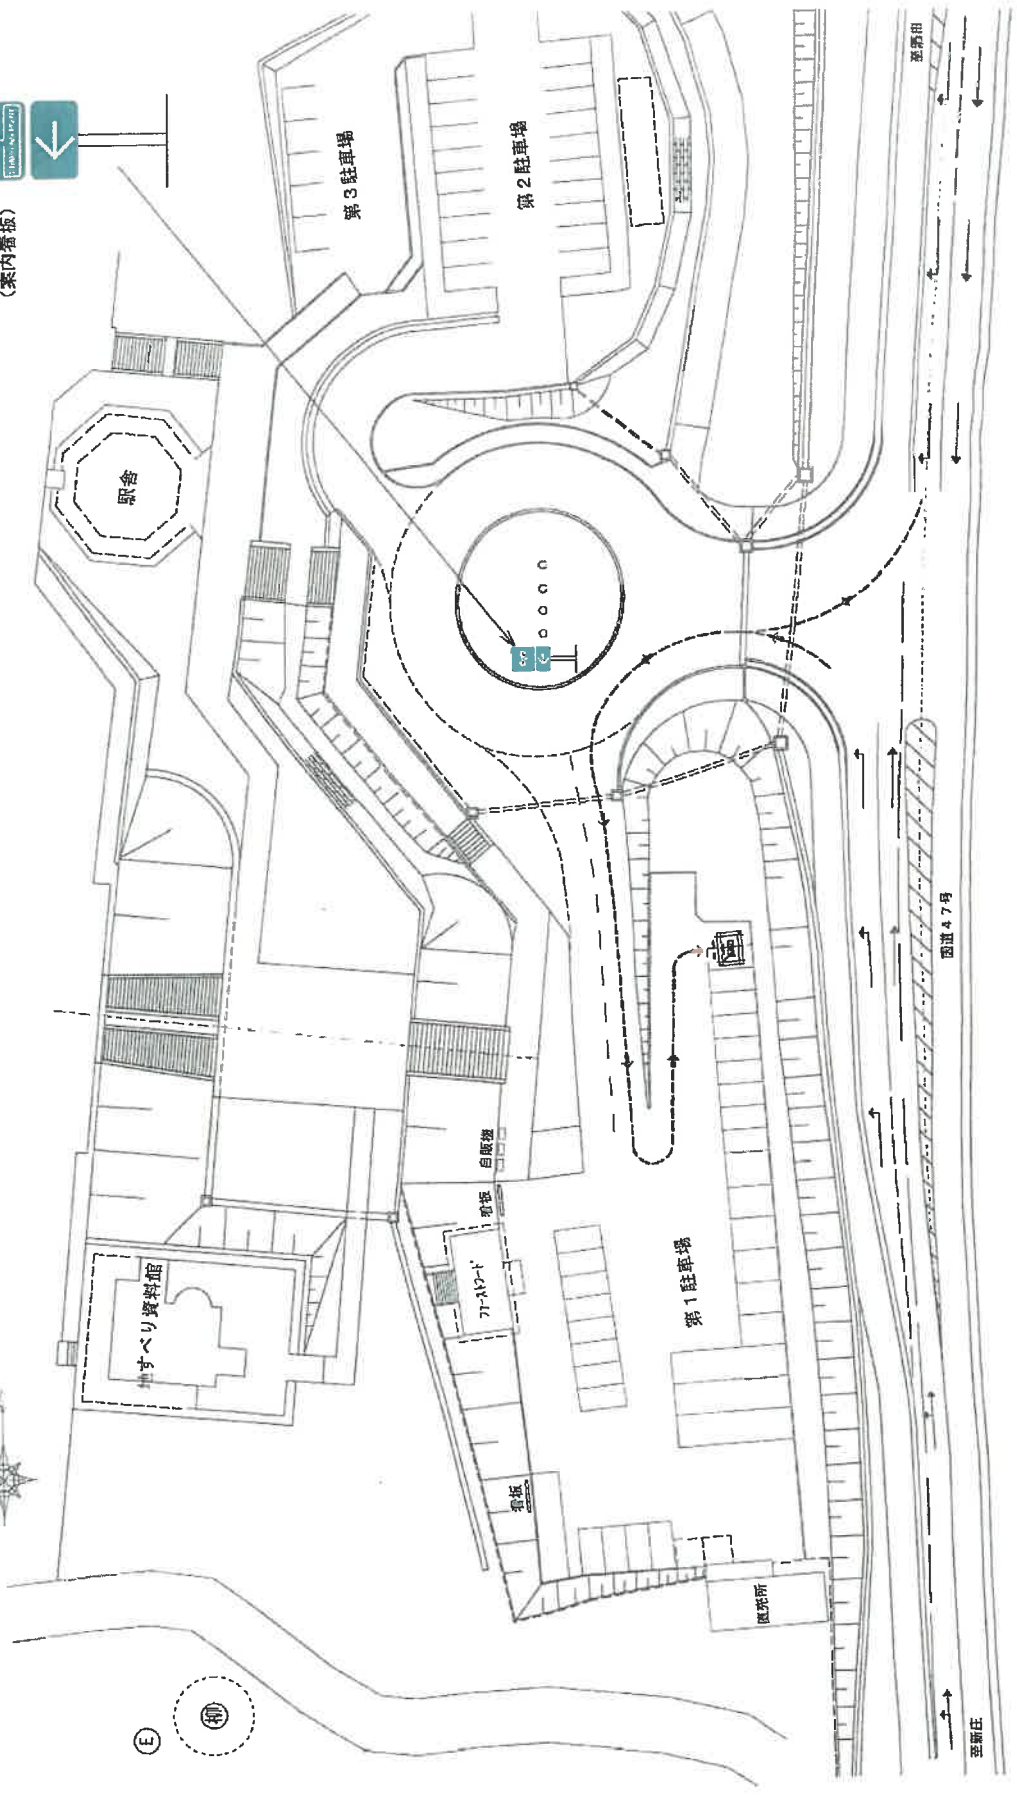 (案内看板)
至酒田
第3駐車場
第2駐車場
駅舎
国道47号
自販機
看板
ファーストフード
地すべり資料館
第1駐車場
看板
直売所
至新庄
柳
E